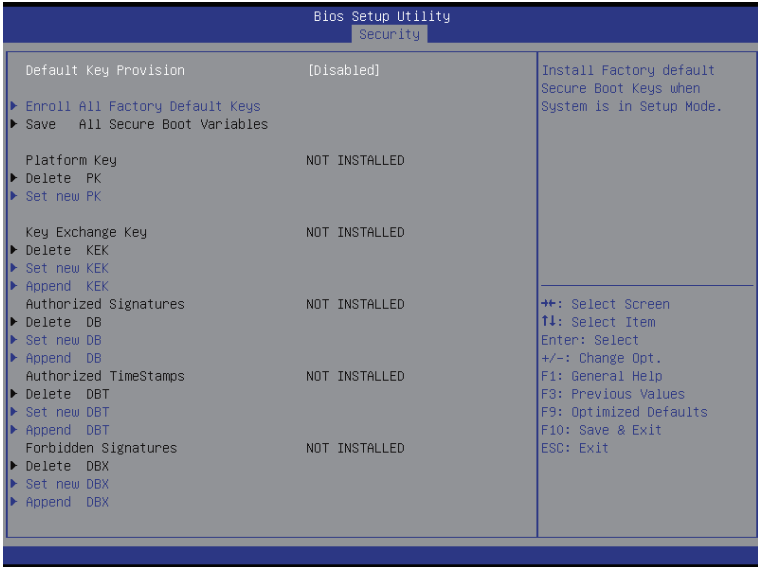 Bios Setup Utility
Security
Default Key Provision [Disabled]
Enroll All Factory Default Keys
Save All Secure Boot Variables
Platform Key NOT INSTALLED
Delete PK
Set new PK
Key Exchange Key NOT INSTALLED
Delete KEK
Set new KEK
Append KEK
Authorized Signatures NOT INSTALLED
Delete DB
Set new DB
Append DB
Authorized TimeStamps NOT INSTALLED
Delete DBT
Set new DBT
Append DBT
Forbidden Signatures NOT INSTALLED
Delete DBX
Set new DBX
Append DBX
Install Factory default
Secure Boot Keys when
System is in Setup Mode.
→←: Select Screen
↑↓: Select Item
Enter: Select
+/-: Change Opt.
F1: General Help
F3: Previous Values
F9: Optimized Defaults
F10: Save & Exit
ESC: Exit